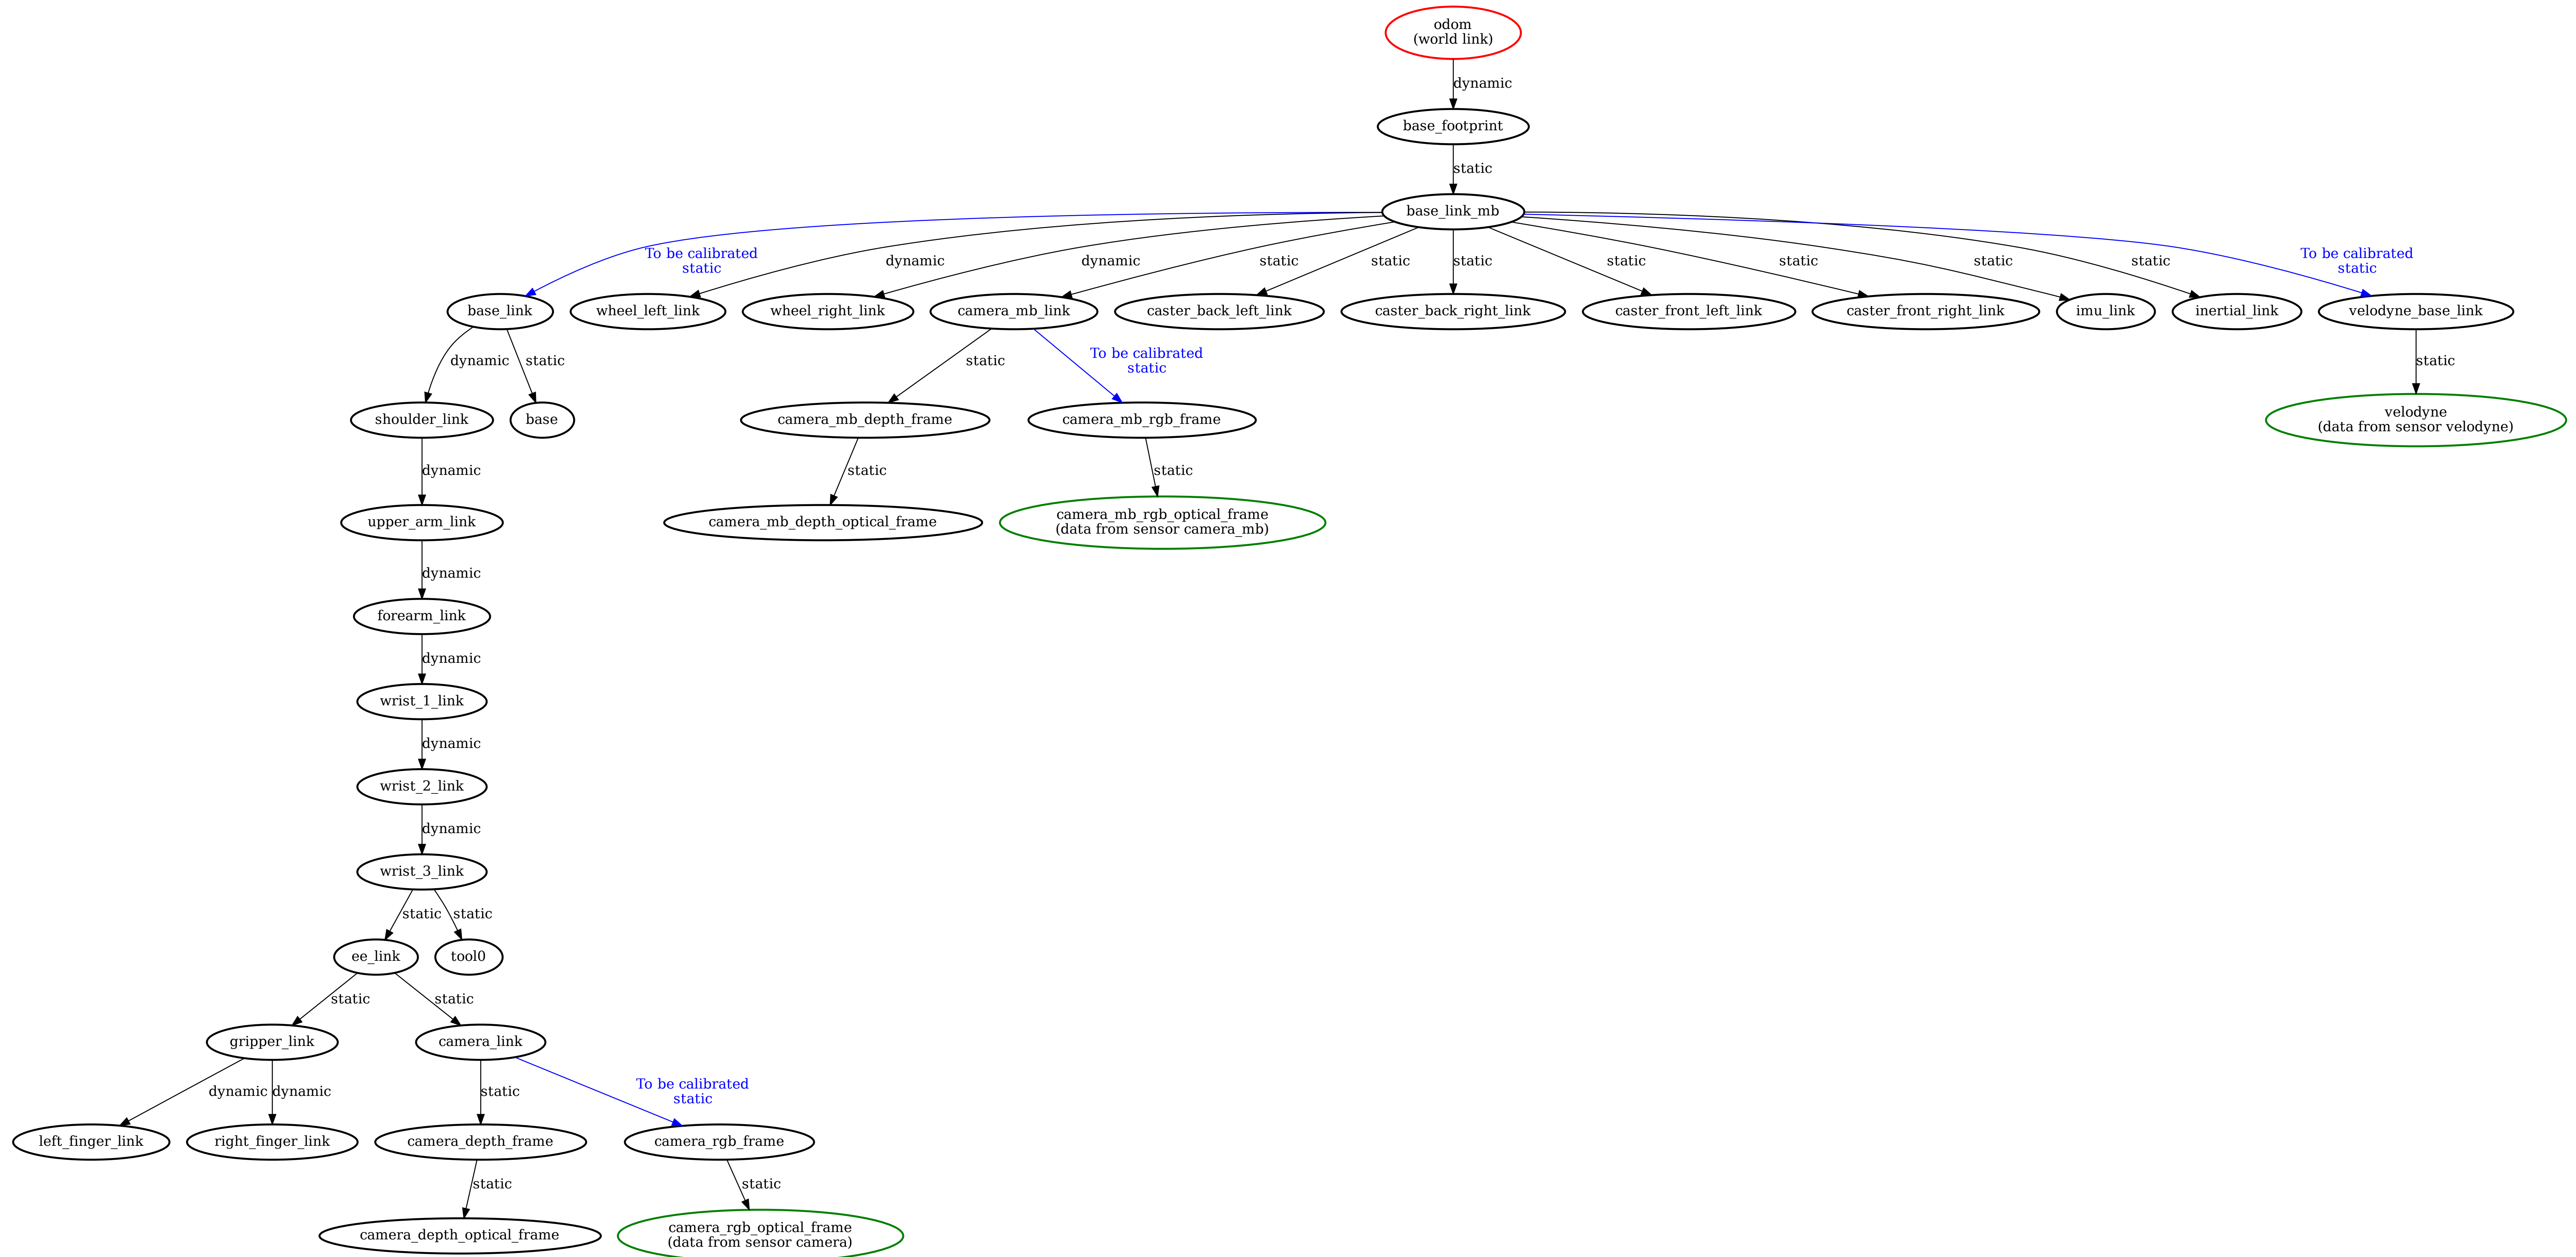 odom
(world link)
dynamic
base_footprint
static
base_link_mb
To be calibrated
static
dynamic
dynamic
static
static
static
static
static
static
static
To be calibrated
static
base_link
wheel_left_link
wheel_right_link
camera_mb_link
caster_back_left_link
caster_back_right_link
caster_front_left_link
caster_front_right_link
imu_link
inertial_link
velodyne_base_link
dynamic
static
static
To be calibrated
static
static
shoulder_link
base
camera_mb_depth_frame
camera_mb_rgb_frame
velodyne
(data from sensor velodyne)
dynamic
static
static
upper_arm_link
camera_mb_depth_optical_frame
camera_mb_rgb_optical_frame
(data from sensor camera_mb)
dynamic
forearm_link
dynamic
wrist_1_link
dynamic
wrist_2_link
dynamic
wrist_3_link
static
static
ee_link
tool0
static
static
gripper_link
camera_link
dynamic
dynamic
static
To be calibrated
static
left_finger_link
right_finger_link
camera_depth_frame
camera_rgb_frame
static
static
camera_depth_optical_frame
camera_rgb_optical_frame
(data from sensor camera)